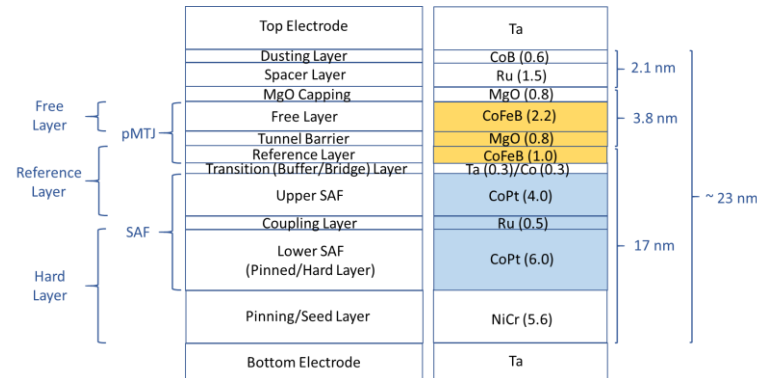 Top Electrode
Ta
Dusting Layer
CoB (0.6)
Spacer Layer
Ru (1.5)
2.1 nm
MgO Capping
MgO (0.8)
Free
Layer
pMTJ
Free Layer
CoFeB (2.2)
3.8 nm
Tunnel Barrier
MgO (0.8)
Reference Layer
CoFeB (1.0)
Transition (Buffer/Bridge) Layer
Ta (0.3)/Co (0.3)
Reference
Layer
Upper SAF
CoPt (4.0)
~ 23 nm
SAF
Coupling Layer
Ru (0.5)
Lower SAF
(Pinned/Hard Layer)
CoPt (6.0)
17 nm
Hard
Layer
Pinning/Seed Layer
NiCr (5.6)
Bottom Electrode
Ta